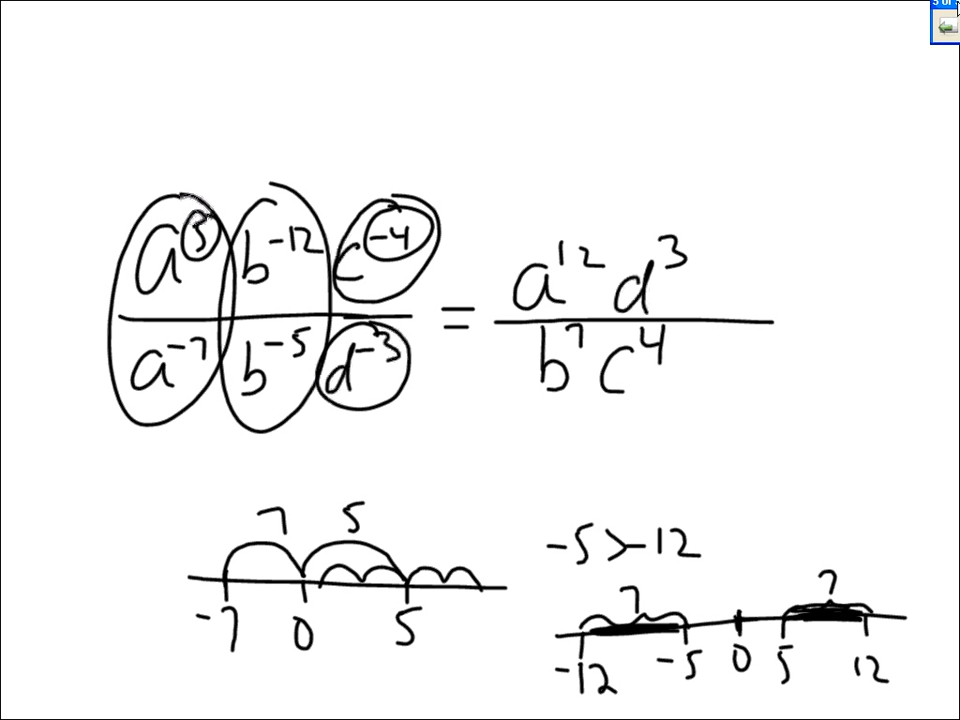 a^5 b^-12 c^-4
a^-7 b^-5 d^-3
=
a^12 d^3
b^7 c^4
7 5
-7 0 5
-5 > -12
7 7
-12 -5 0 5 12